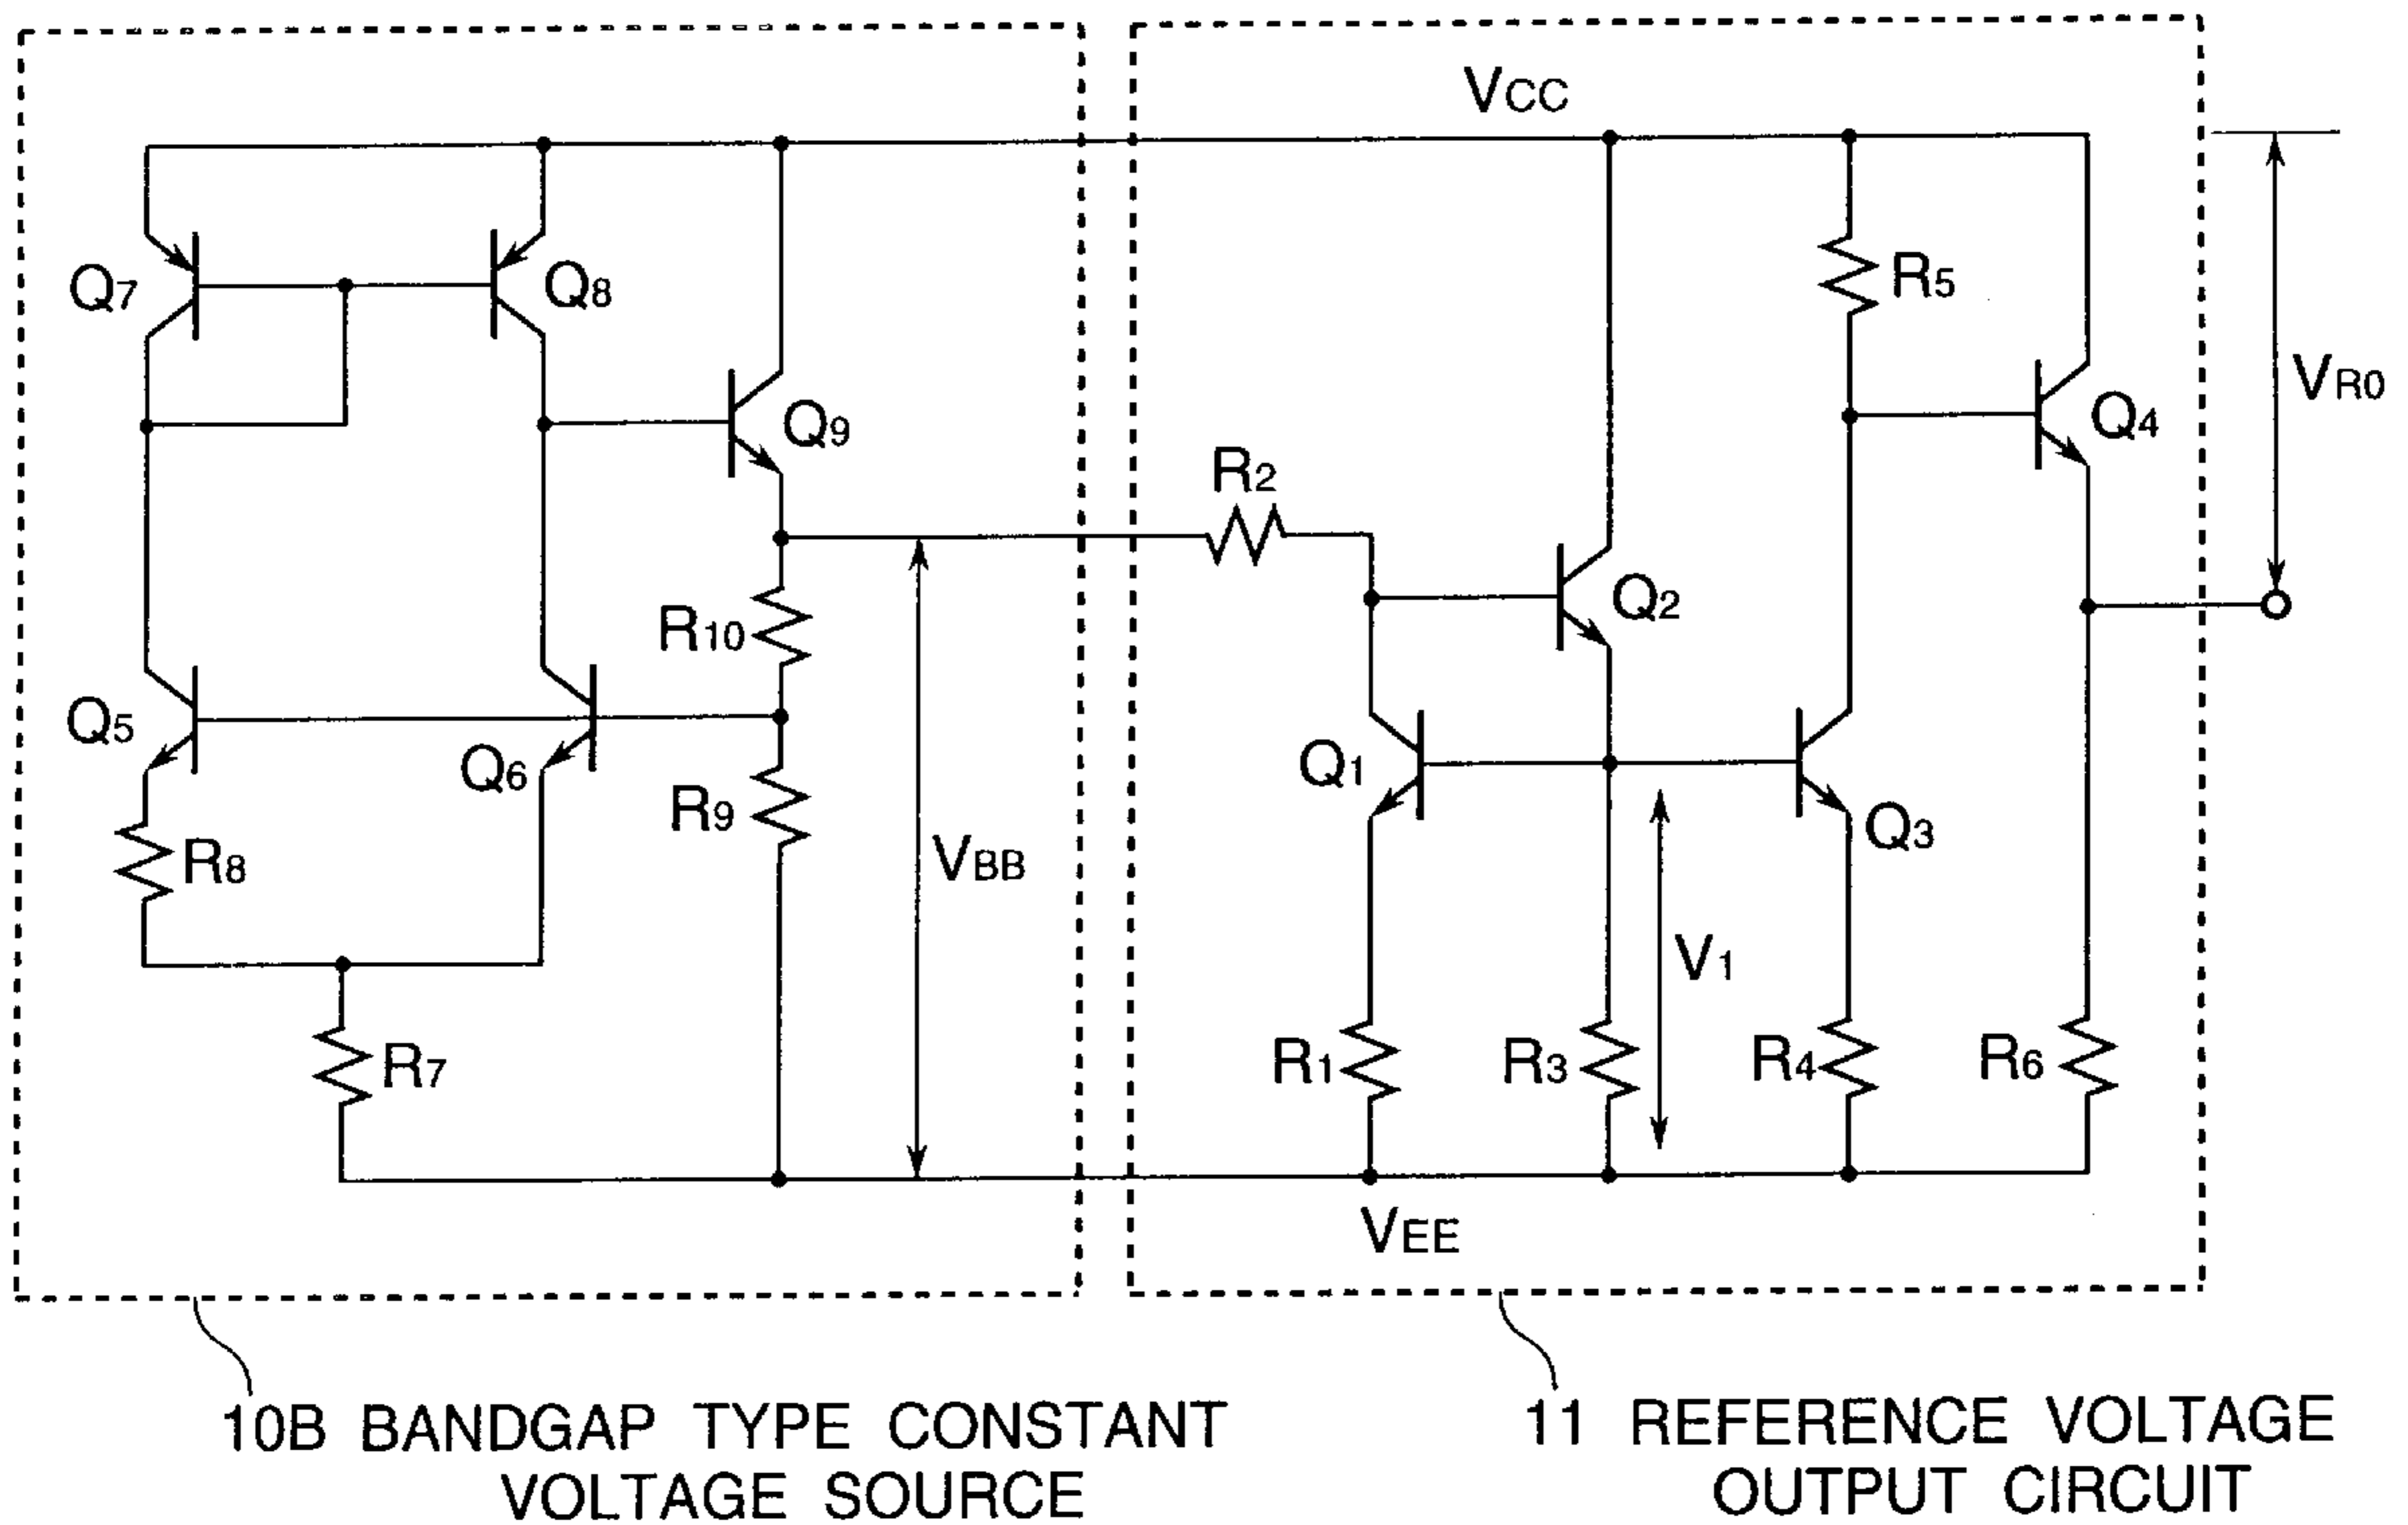 VCC
Q7
Q8
R5
VR0
Q9
Q4
R2
Q2
R10
Q5
Q6
Q1
R9
Q3
R8
VBB
V1
R7
R1
R3
R4
R6
VEE
10B BANDGAP TYPE CONSTANT
VOLTAGE SOURCE
11 REFERENCE VOLTAGE
OUTPUT CIRCUIT